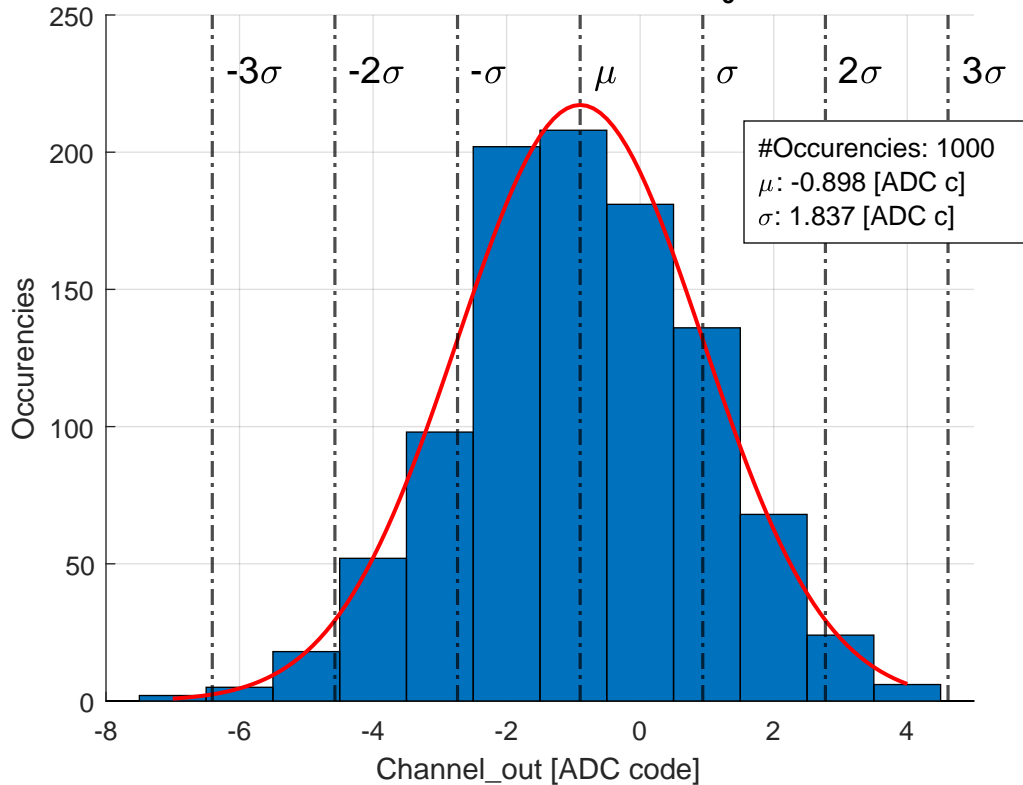 250
200
150
100
50
0
-3σ
-2σ
-σ
μ
σ
2σ
3σ
#Occurencies: 1000
μ: -0.898 [ADC c]
σ: 1.837 [ADC c]
Occurencies
-8
-6
-4
-2
0
2
4
Channel_out [ADC code]